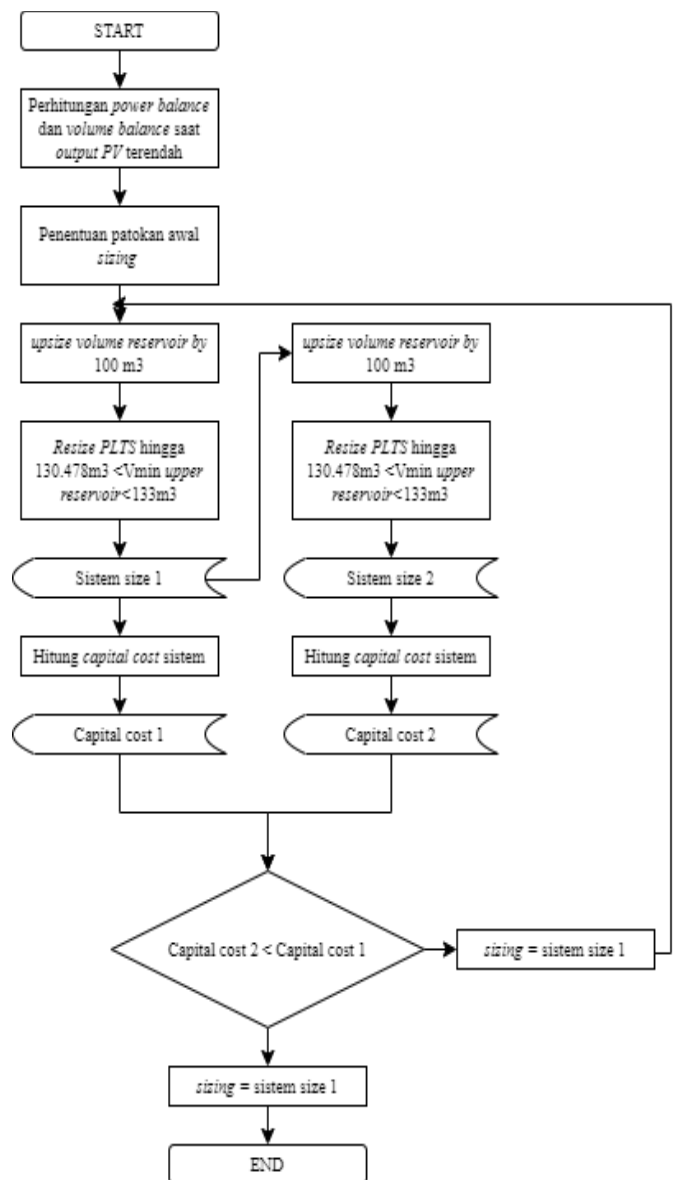 START
Perhitungan power balance
dan volume balance saat
output PV terendah
Penentuan patokan awal
sizing
upsize volume reservoir by
100 m3
Resize PLTS hingga
130.478m3 <Vmin upper
reservoir<133m3
Sistem size 1
Hitung capital cost sistem
Capital cost 1
upsize volume reservoir by
100 m3
Resize PLTS hingga
130.478m3 <Vmin upper
reservoir<133m3
Sistem size 2
Hitung capital cost sistem
Capital cost 2
Capital cost 2 < Capital cost 1
sizing = sistem size 1
sizing = sistem size 1
END